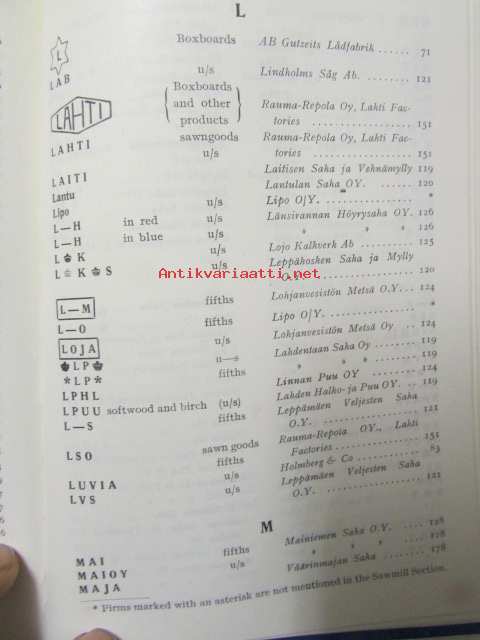 L
L Boxboards AB Gutzeits Lådfabrik ...... 71
LAB u/s Lindholms Såg Ab. ........ 121
LAHTI Boxboards and other products Rauma-Repola Oy, Lahti Fac-
tories ................ 151
LAHTI sawngoods Rauma-Repola Oy, Lahti Fac-
u/s tories ................ 151
LAITI Laitisen Saha ja Vehnämylly 119
Lantu Lantulan Saha OY. ...... 120
Lipo u/s Lipo O/Y. ................ *
L—H in red u/s Länsirannan Höyrysaha OY. 126
L—H in blue u/s » » » 126
L K u/s Lojo Kalkverk Ab ........ 125
L K S u/s Leppäkosken Saha ja Mylly
O.Y. ................ 120
L—M fifths Lohjanvesistön Metsä O.Y... 124
L—O fifths Lipo O/Y. ................ *
LOJA u/s Lohjanvesistön Metsä Oy .. 124
LP u—s Lahdentaan Saha Oy ...... 119
*LP* fifths » » » ...... 119
LPHL Linnan Puu OY ........ 124
LPUU softwood and birch (u/s) Lahden Halko- ja Puu OY. .. 119
L—S fifths Leppämäen Veljesten Saha
O.Y. ................ 121
LSO sawn goods Rauma-Repola OY., Lahti
Factories .............. 151
LUVIA fifths Holmberg & Co .......... 83
LVS u/s Leppämäen Veljesten Saha
O.Y. ................ 121
M
MAI fifths Mainiemen Saha O.Y. .... 128
MAIOY u/s » » » .... 128
MAJA Väärinmajan Saha ........ 178
* Firms marked with an asterisk are not mentioned in the Sawmill Section.
Antikvariaatti.net